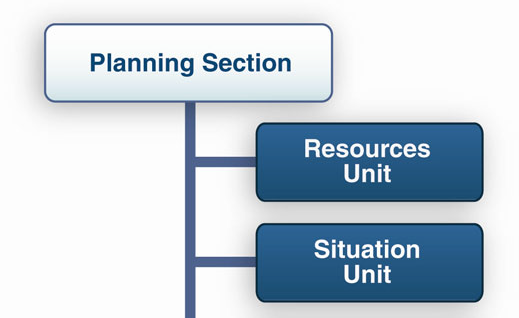 Planning Section
Resources
Unit
Situation
Unit